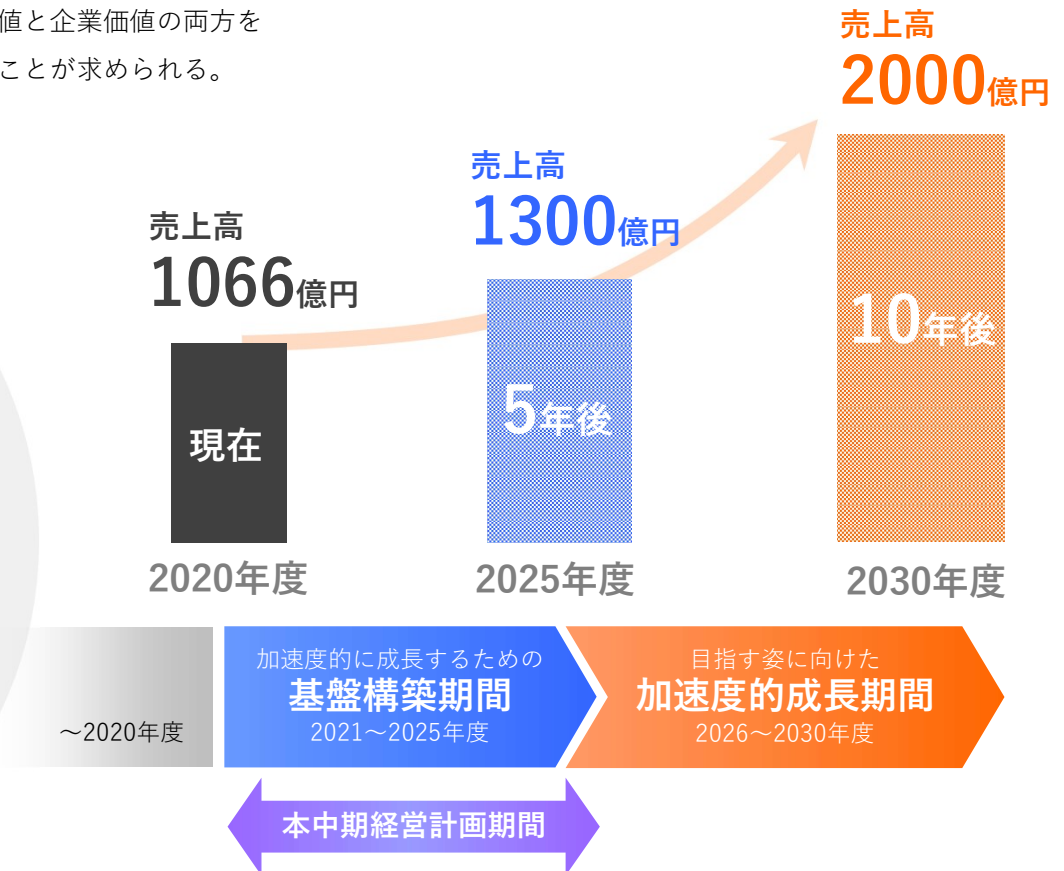 値と企業価値の両方を
ことが求められる。
売上高
2000億円
売上高
1300億円
売上高
1066億円
現在
5年後
10年後
2020年度
2025年度
2030年度
～2020年度
加速度的に成長するための
基盤構築期間
2021～2025年度
目指す姿に向けた
加速度的成長期間
2026～2030年度
本中期経営計画期間